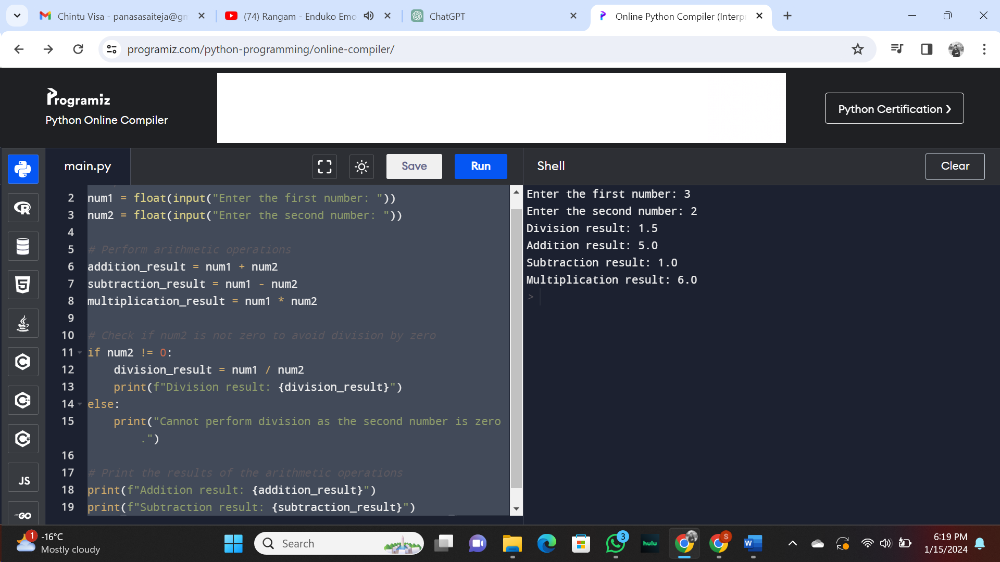 Chintu Visa - panasasaiteja@gm
(74) Rangam - Enduko Emo
ChatGPT
Online Python Compiler (Interp
programiz.com/python-programming/online-compiler/
Programiz
Python Online Compiler
Python Certification ❯
main.py
Save
Run
Shell
Clear
2 num1 = float(input("Enter the first number: "))
3 num2 = float(input("Enter the second number: "))
4
5 # Perform arithmetic operations
6 addition_result = num1 + num2
7 subtraction_result = num1 - num2
8 multiplication_result = num1 * num2
9
10 # Check if num2 is not zero to avoid division by zero
11 if num2 != 0:
12 division_result = num1 / num2
13 print(f"Division result: {division_result}")
14 else:
15 print("Cannot perform division as the second number is zero
.")
16
17 # Print the results of the arithmetic operations
18 print(f"Addition result: {addition_result}")
19 print(f"Subtraction result: {subtraction_result}")
Enter the first number: 3
Enter the second number: 2
Division result: 1.5
Addition result: 5.0
Subtraction result: 1.0
Multiplication result: 6.0
>
R
5
C
C
C
JS
GO
1
-16°C
Mostly cloudy
Search
3
hulu
S
W
6:19 PM
1/15/2024